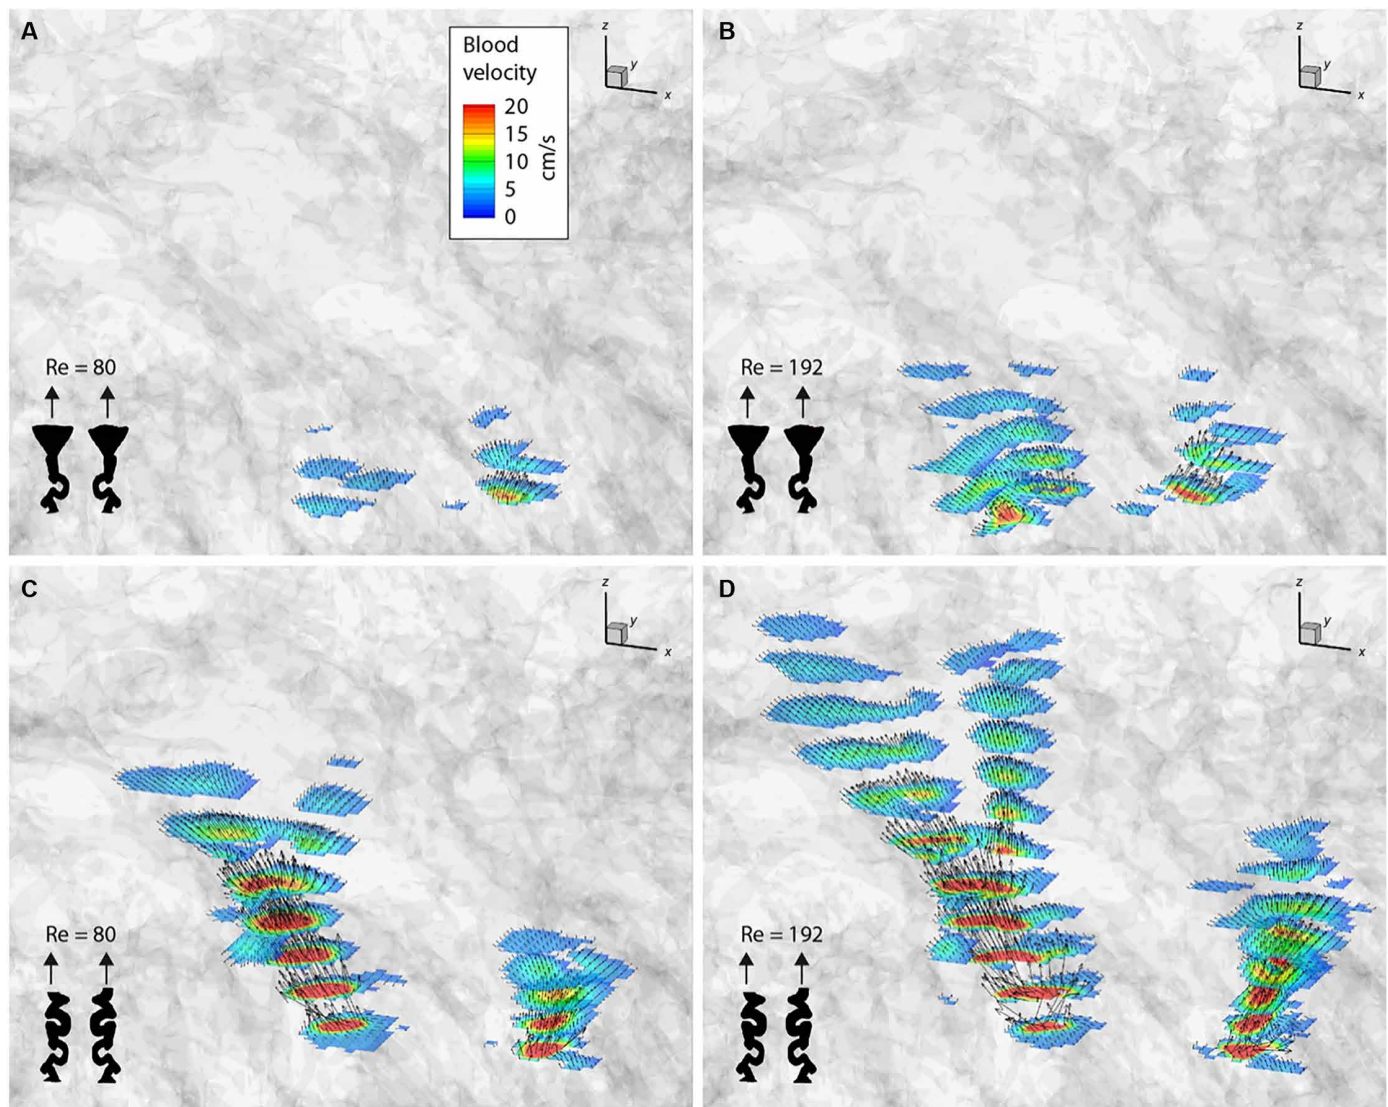 A
Blood
velocity
20
15
10
5
0
cm/s
z
y
x
Re = 80
B
z
y
x
Re = 192
C
z
y
x
Re = 80
D
z
y
x
Re = 192